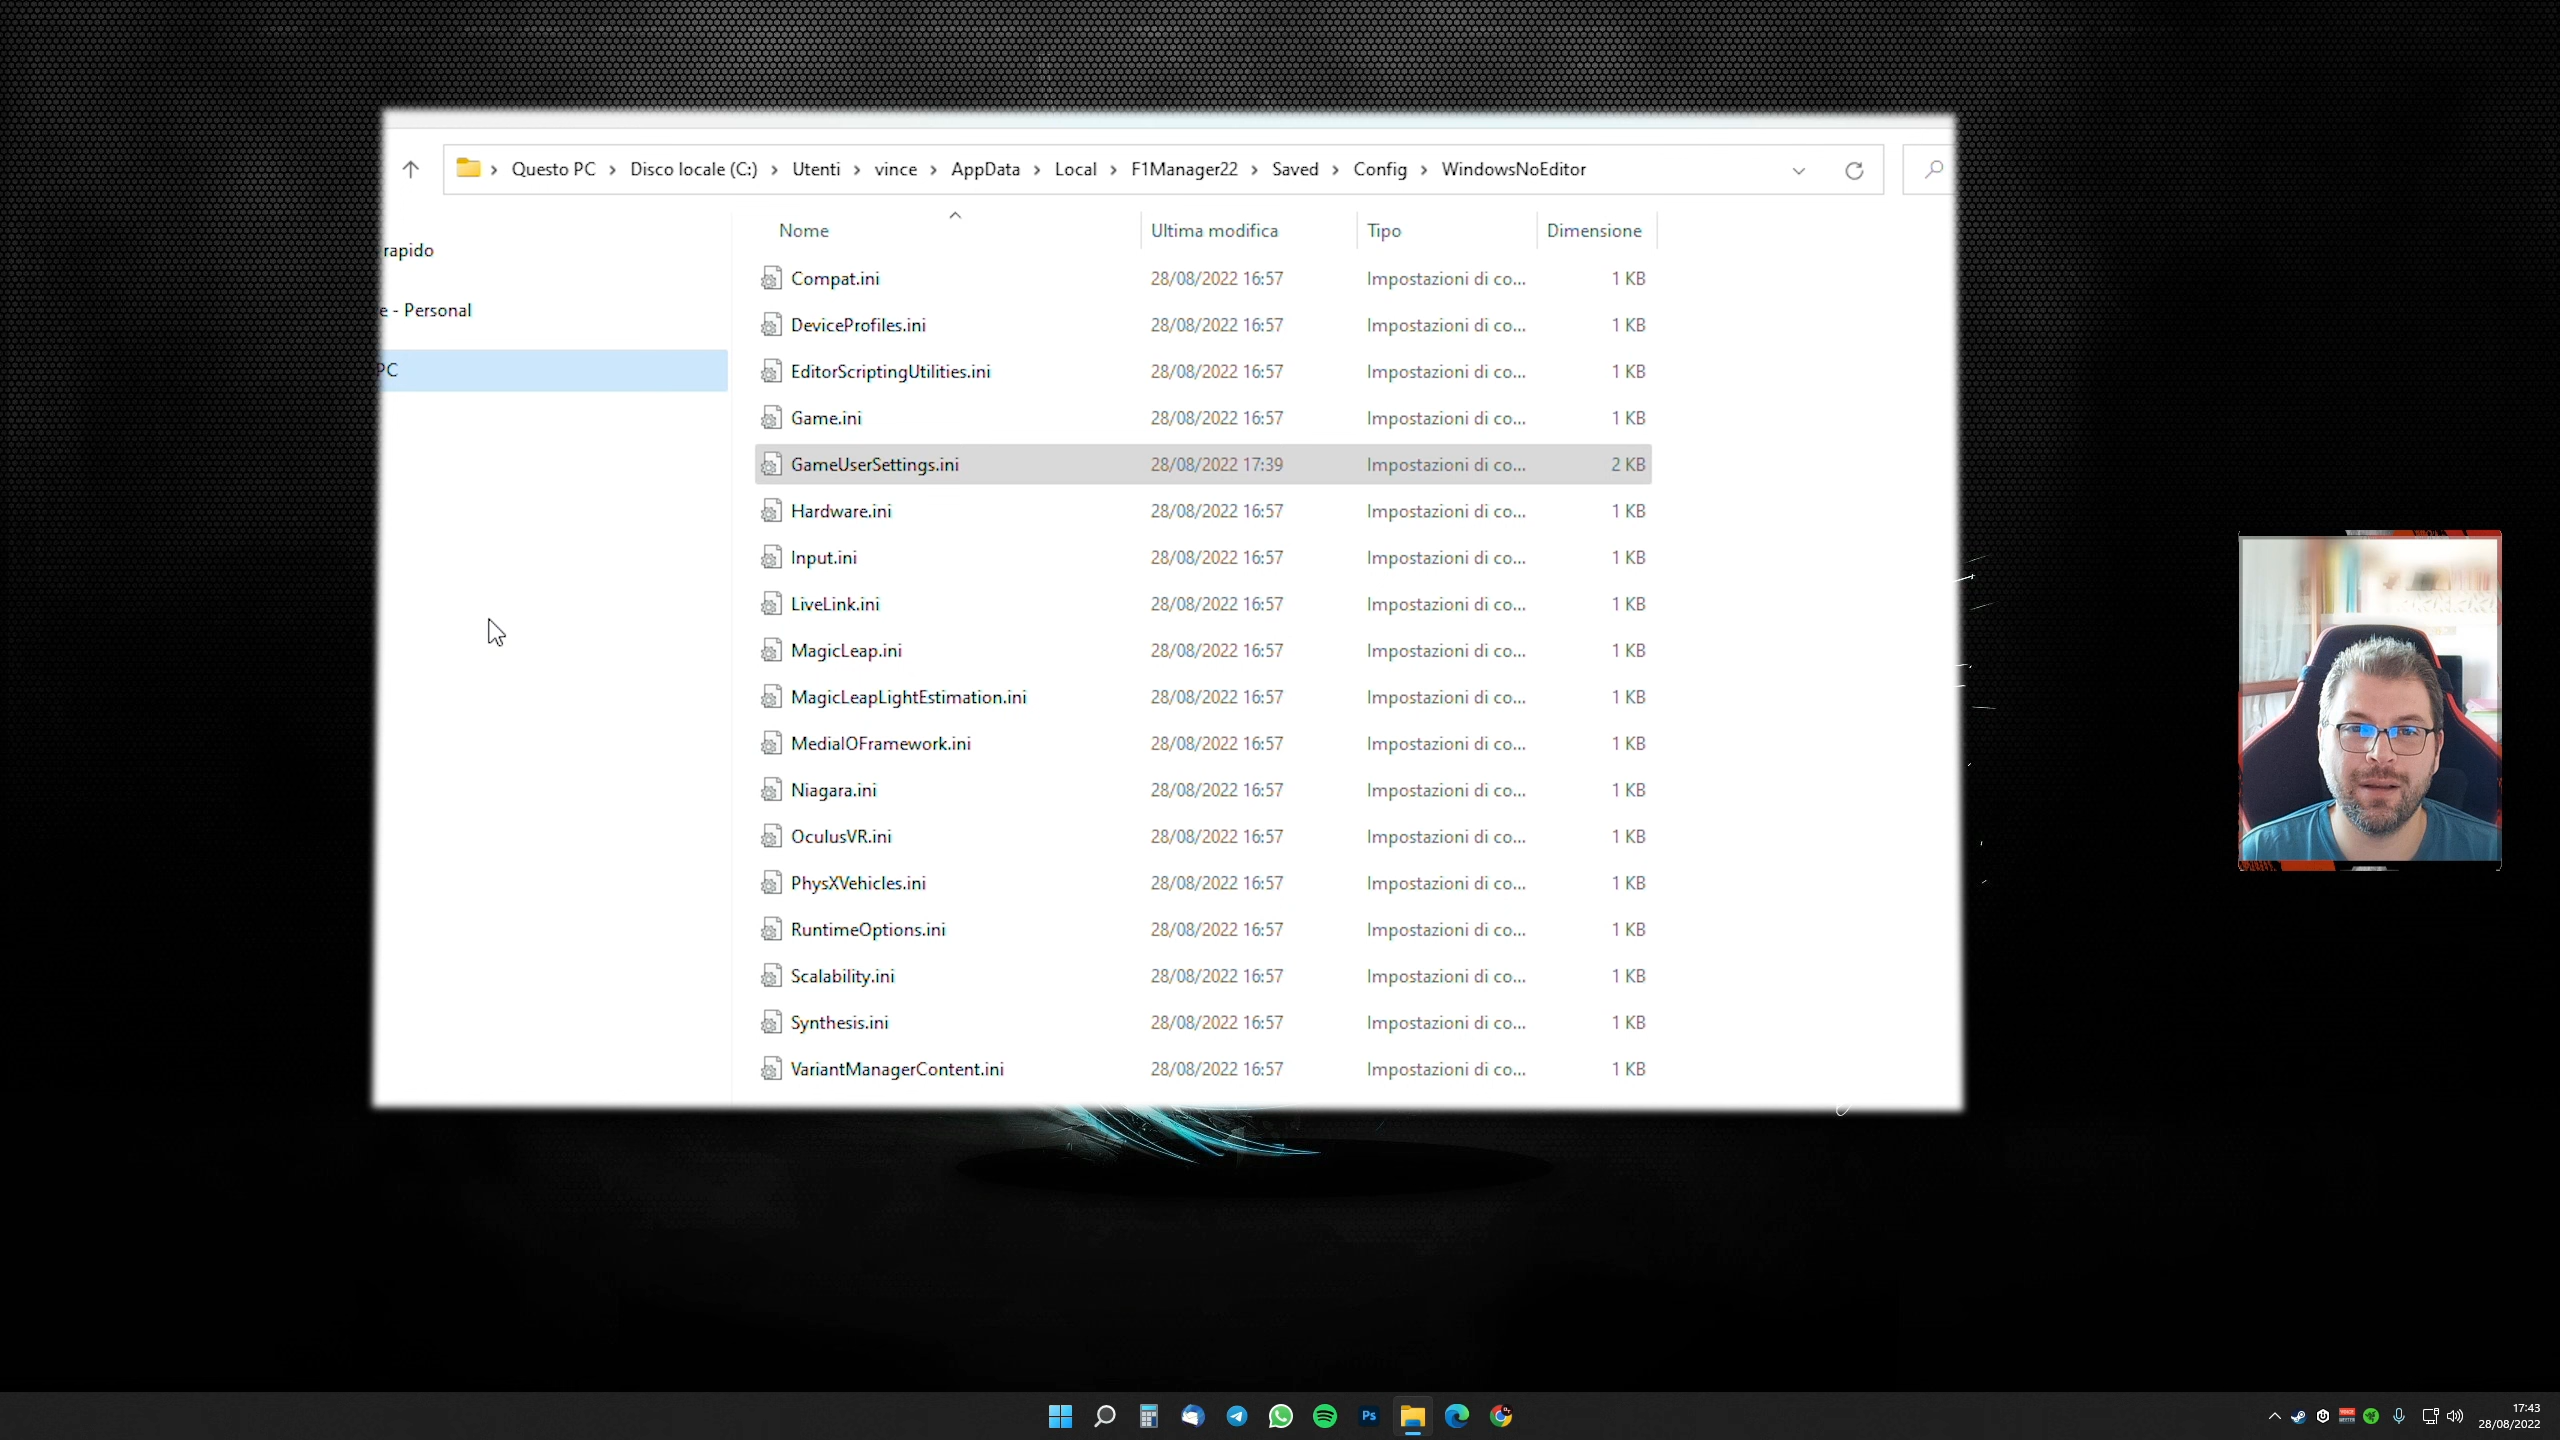 Questo PC > Disco locale (C:) > Utenti > vince > AppData > Local > F1Manager22 > Saved > Config > WindowsNoEditor
rapido
e - Personal
PC
Nome Ultima modifica Tipo Dimensione
Compat.ini 28/08/2022 16:57 Impostazioni di co... 1 KB
DeviceProfiles.ini 28/08/2022 16:57 Impostazioni di co... 1 KB
EditorScriptingUtilities.ini 28/08/2022 16:57 Impostazioni di co... 1 KB
Game.ini 28/08/2022 16:57 Impostazioni di co... 1 KB
GameUserSettings.ini 28/08/2022 17:39 Impostazioni di co... 2 KB
Hardware.ini 28/08/2022 16:57 Impostazioni di co... 1 KB
Input.ini 28/08/2022 16:57 Impostazioni di co... 1 KB
LiveLink.ini 28/08/2022 16:57 Impostazioni di co... 1 KB
MagicLeap.ini 28/08/2022 16:57 Impostazioni di co... 1 KB
MagicLeapLightEstimation.ini 28/08/2022 16:57 Impostazioni di co... 1 KB
MediaIOFramework.ini 28/08/2022 16:57 Impostazioni di co... 1 KB
Niagara.ini 28/08/2022 16:57 Impostazioni di co... 1 KB
OculusVR.ini 28/08/2022 16:57 Impostazioni di co... 1 KB
PhysXVehicles.ini 28/08/2022 16:57 Impostazioni di co... 1 KB
RuntimeOptions.ini 28/08/2022 16:57 Impostazioni di co... 1 KB
Scalability.ini 28/08/2022 16:57 Impostazioni di co... 1 KB
Synthesis.ini 28/08/2022 16:57 Impostazioni di co... 1 KB
VariantManagerContent.ini 28/08/2022 16:57 Impostazioni di co... 1 KB
Ps
17:43
28/08/2022